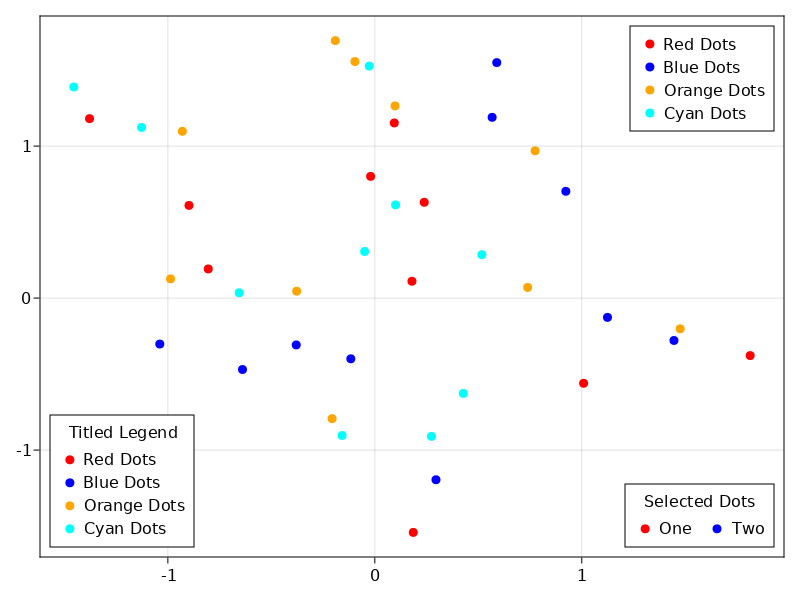 Red Dots
Blue Dots
Orange Dots
Cyan Dots
1
0
-1
Titled Legend
Red Dots
Blue Dots
Orange Dots
Cyan Dots
Selected Dots
One Two
-1 0 1